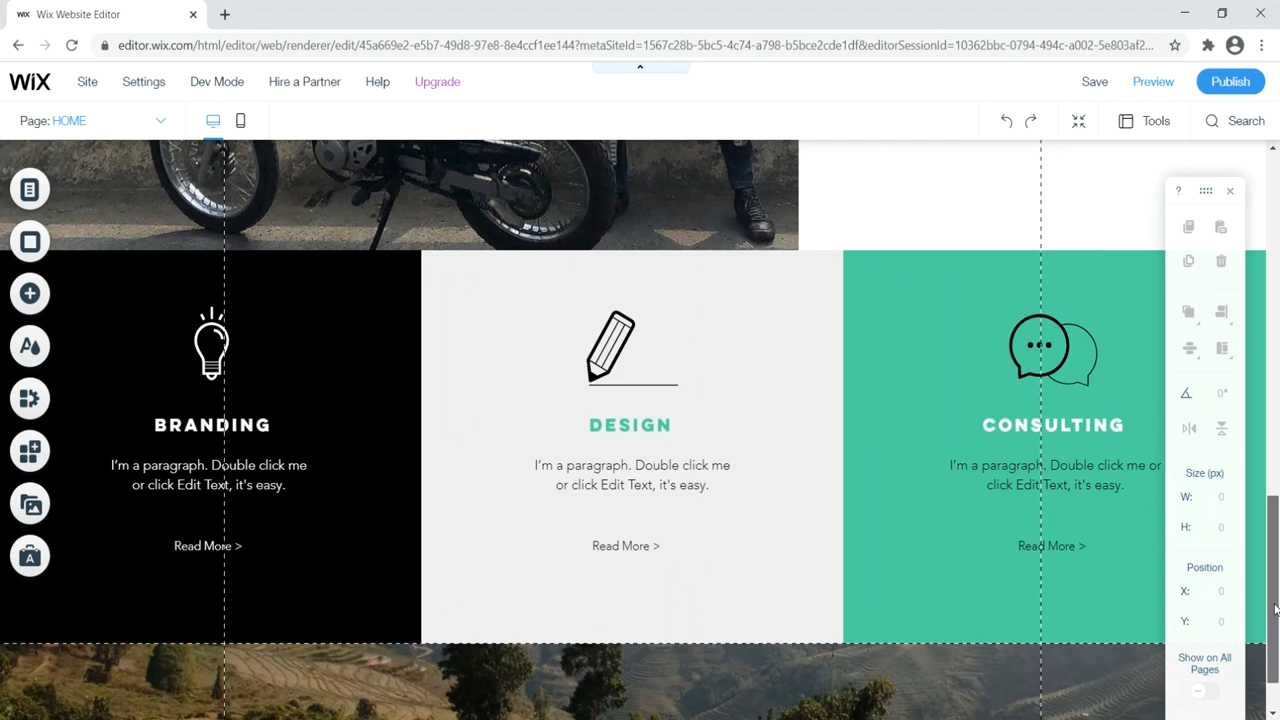 WiX Wix Website Editor
editor.wix.com/html/editor/web/renderer/edit/45a669e2-e5b7-49d8-97e8-8e4ccf1ee144?metaSiteId=1567c28b-5bc5-4c74-a798-b5bce2cde1df&editorSessionId=10362bbc-0794-494c-a002-5e803af2...
WiX Site Settings Dev Mode Hire a Partner Help Upgrade Save Preview Publish
Page: HOME Tools Search
?
BRANDING
I'm a paragraph. Double click me
or click Edit Text, it's easy.
Read More >
DESIGN
I'm a paragraph. Double click me
or click Edit Text, it's easy.
Read More >
CONSULTING
I'm a paragraph. Double click me or
click Edit Text, it's easy.
Read More >
0°
Size (px)
W: 0
H: 0
Position
X: 0
Y: 0
Show on All
Pages